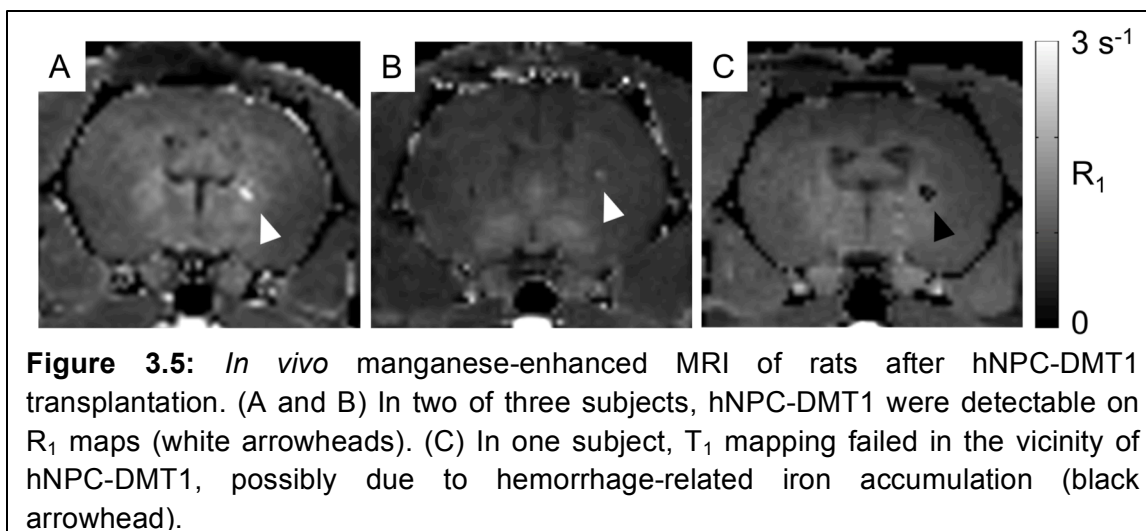 A
B
C
3 s⁻¹
R₁
0
Figure 3.5: In vivo manganese-enhanced MRI of rats after hNPC-DMT1
transplantation. (A and B) In two of three subjects, hNPC-DMT1 were detectable on
R₁ maps (white arrowheads). (C) In one subject, T₁ mapping failed in the vicinity of
hNPC-DMT1, possibly due to hemorrhage-related iron accumulation (black
arrowhead).